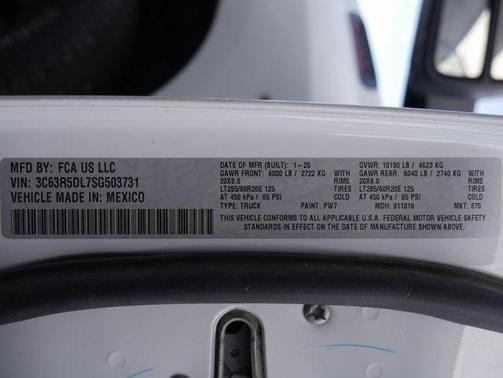 MFD BY: FCA US LLC
VIN: 3C63R5DL7SG503731
VEHICLE MADE IN: MEXICO
DATE OF MFR (BUILT): 1-25 GVWR: 10190 LB / 4623 KG
GAWR FRONT: 6000 LB / 2722 KG WITH GAWR REAR: 6040 LB / 2740 KG WITH
20X8.0 RIMS 20X8.0 RIMS
LT285/60R20E 125 TIRES LT285/60R20E 125 TIRES
AT 450 KPA / 65 PSI COLD AT 450 KPA / 65 PSI COLD
TYPE: TRUCK PAINT: PW7 MDH: 011016 MKT: 875
THIS VEHICLE CONFORMS TO ALL APPLICABLE U.S.A. FEDERAL MOTOR VEHICLE SAFETY
STANDARDS IN EFFECT ON THE DATE OF MANUFACTURE SHOWN ABOVE